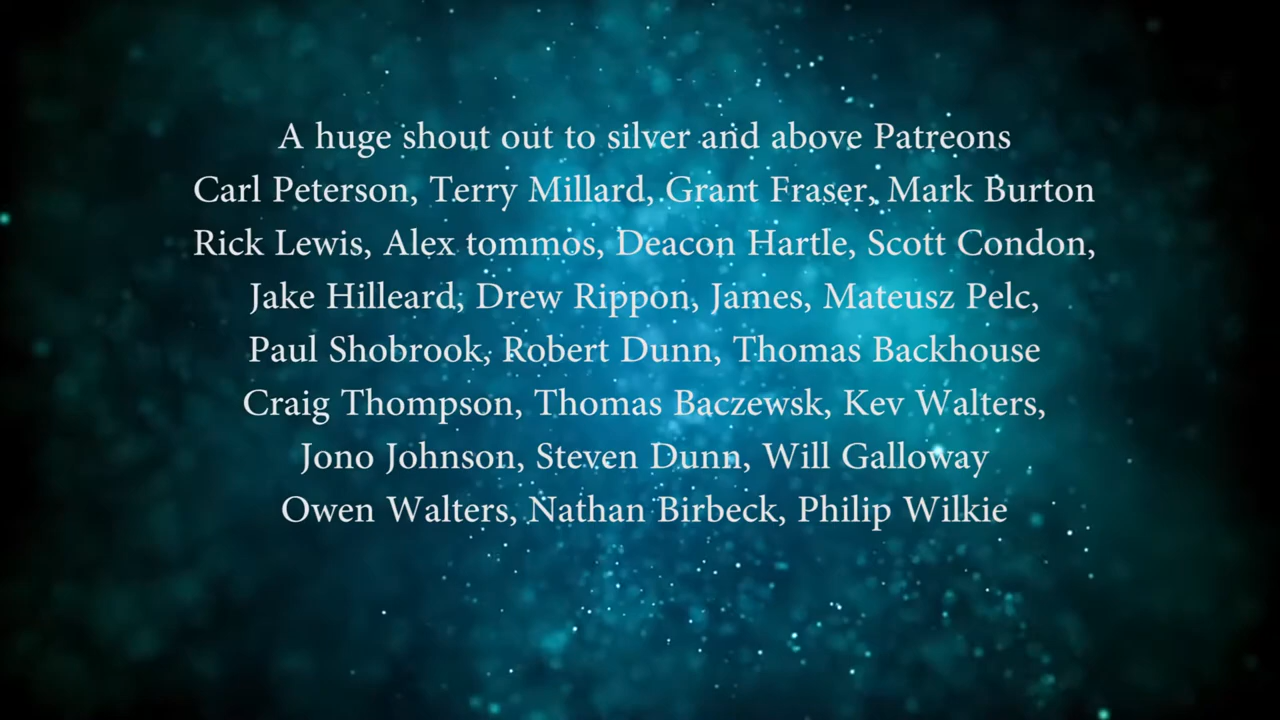 A huge shout out to silver and above Patreons
Carl Peterson, Terry Millard, Grant Fraser, Mark Burton
Rick Lewis, Alex tommos, Deacon Hartle, Scott Condon,
Jake Hilleard, Drew Rippon, James, Mateusz Pelc,
Paul Shobrook, Robert Dunn, Thomas Backhouse
Craig Thompson, Thomas Baczewsk, Kev Walters,
Jono Johnson, Steven Dunn, Will Galloway
Owen Walters, Nathan Birbeck, Philip Wilkie